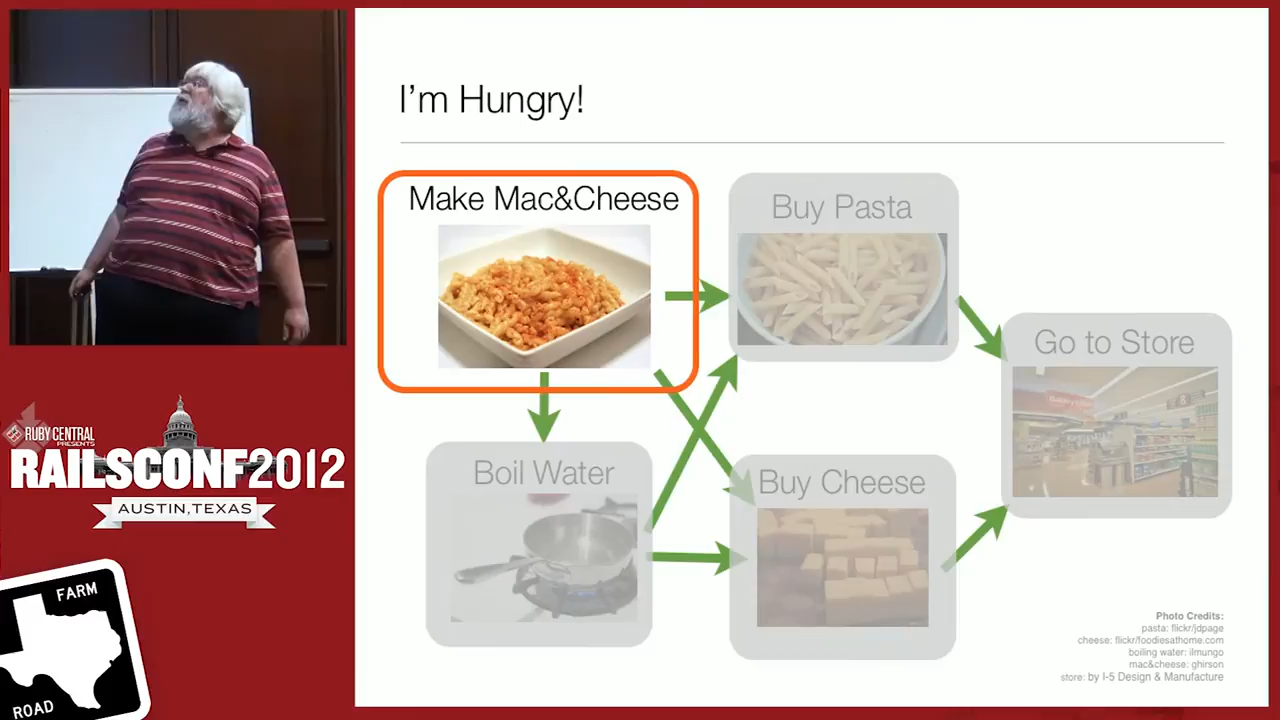 I'm Hungry!
Make Mac&Cheese
Buy Pasta
Go to Store
Boil Water
Buy Cheese
Photo Credits:
pasta: flickr/jdpage
cheese: flickr/foodiesathome.com
boiling water: ilmungo
mac&cheese: ghirson
store: by I-5 Design & Manufacture
RUBY CENTRAL
PRESENTS
RAILSCONF2012
AUSTIN, TEXAS
FARM
ROAD